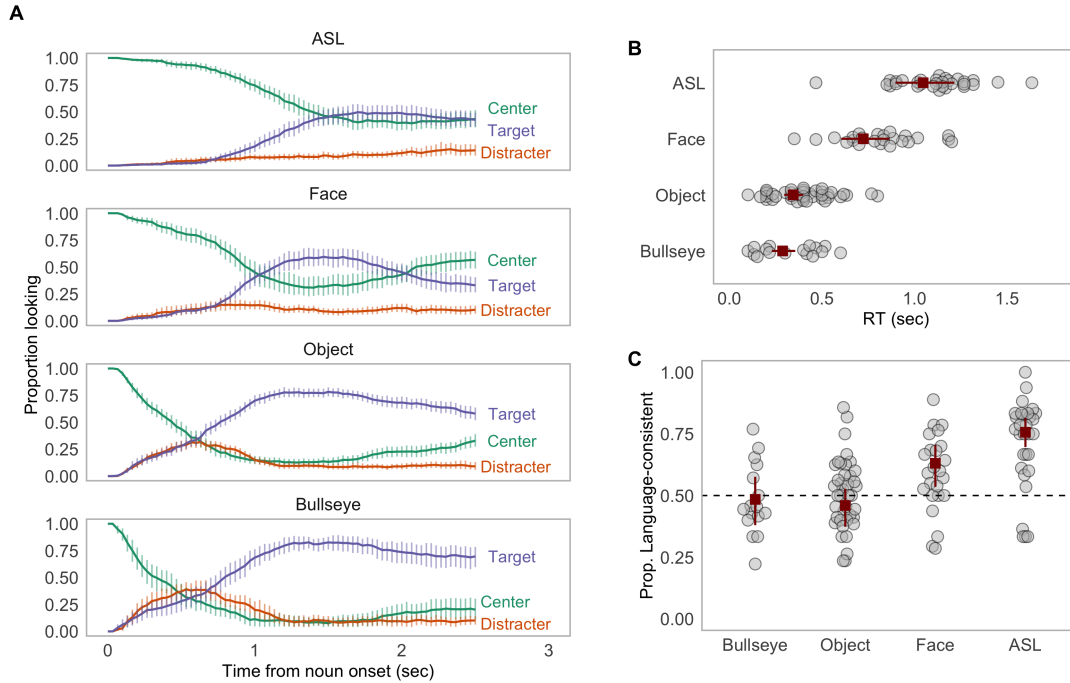 A
ASL
1.00
0.75
0.50
0.25
0.00
Center
Target
Distracter
Face
1.00
0.75
0.50
0.25
0.00
Center
Target
Distracter
Object
1.00
0.75
0.50
0.25
0.00
Target
Center
Distracter
Bullseye
1.00
0.75
0.50
0.25
0.00
Target
Center
Distracter
0 1 2 3
Time from noun onset (sec)
Proportion looking
B
ASL
Face
Object
Bullseye
0.0 0.5 1.0 1.5
RT (sec)
C
Prop. Language-consistent
1.00
0.75
0.50
0.25
0.00
Bullseye Object Face ASL